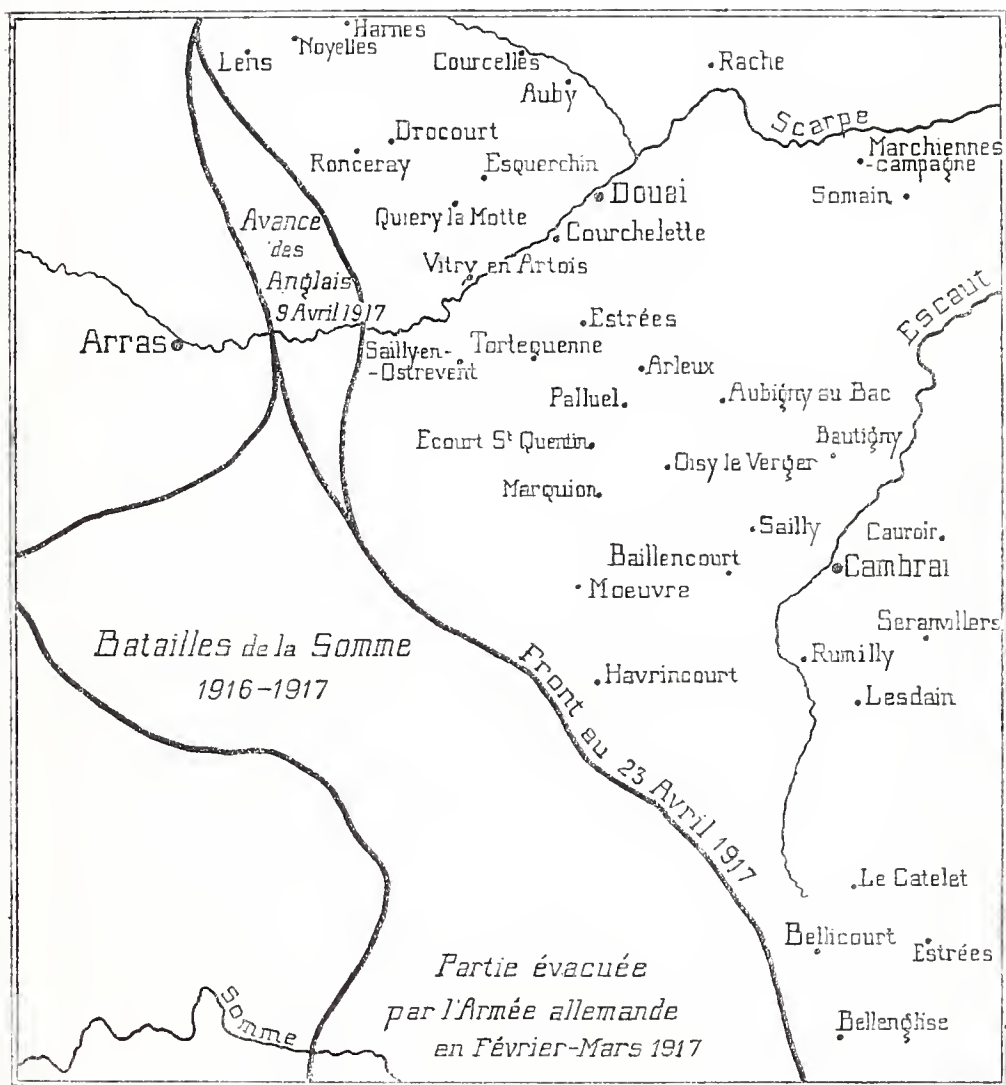 Harnes
Noyelles
Lens
Courcelles
Auby
Rache
Scarpe
Drocourt
Ronceray
Esquerchin
Marchiennes
-campagne
Somain
Douai
Quiery la Motte
Courchelette
Avance
des
Anglais
9 Avril 1917
Vitry en Artois
Escaut
Arras
Estrées
Sailly-en-
-Ostrevent
Tortequenne
Arleux
Palluel
Aubigny au Bac
Ecourt St Quentin
Bautigny
Oisy le Verger
Marquion
Sailly
Cauroir
Baillencourt
Cambrai
Moeuvre
Seranvillers
Batailles de la Somme
1916-1917
Rumilly
Havrincourt
Lesdain
Front au 23 Avril 1917
Le Catelet
Bellicourt
Estrées
Partie évacuée
par l'Armée allemande
en Février-Mars 1917
Somme
Bellenglise